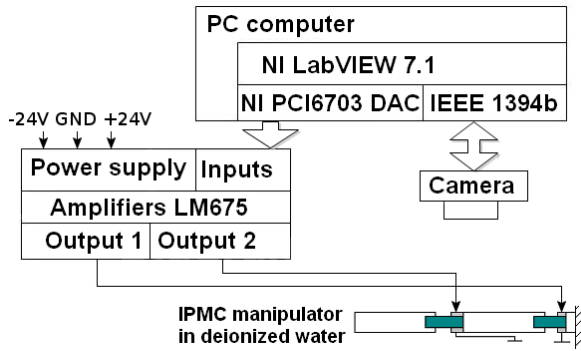 PC computer
NI LabVIEW 7.1
NI PCI6703 DAC IEEE 1394b
-24V GND +24V
Power supply Inputs
Camera
Amplifiers LM675
Output 1 Output 2
IPMC manipulator
in deionized water